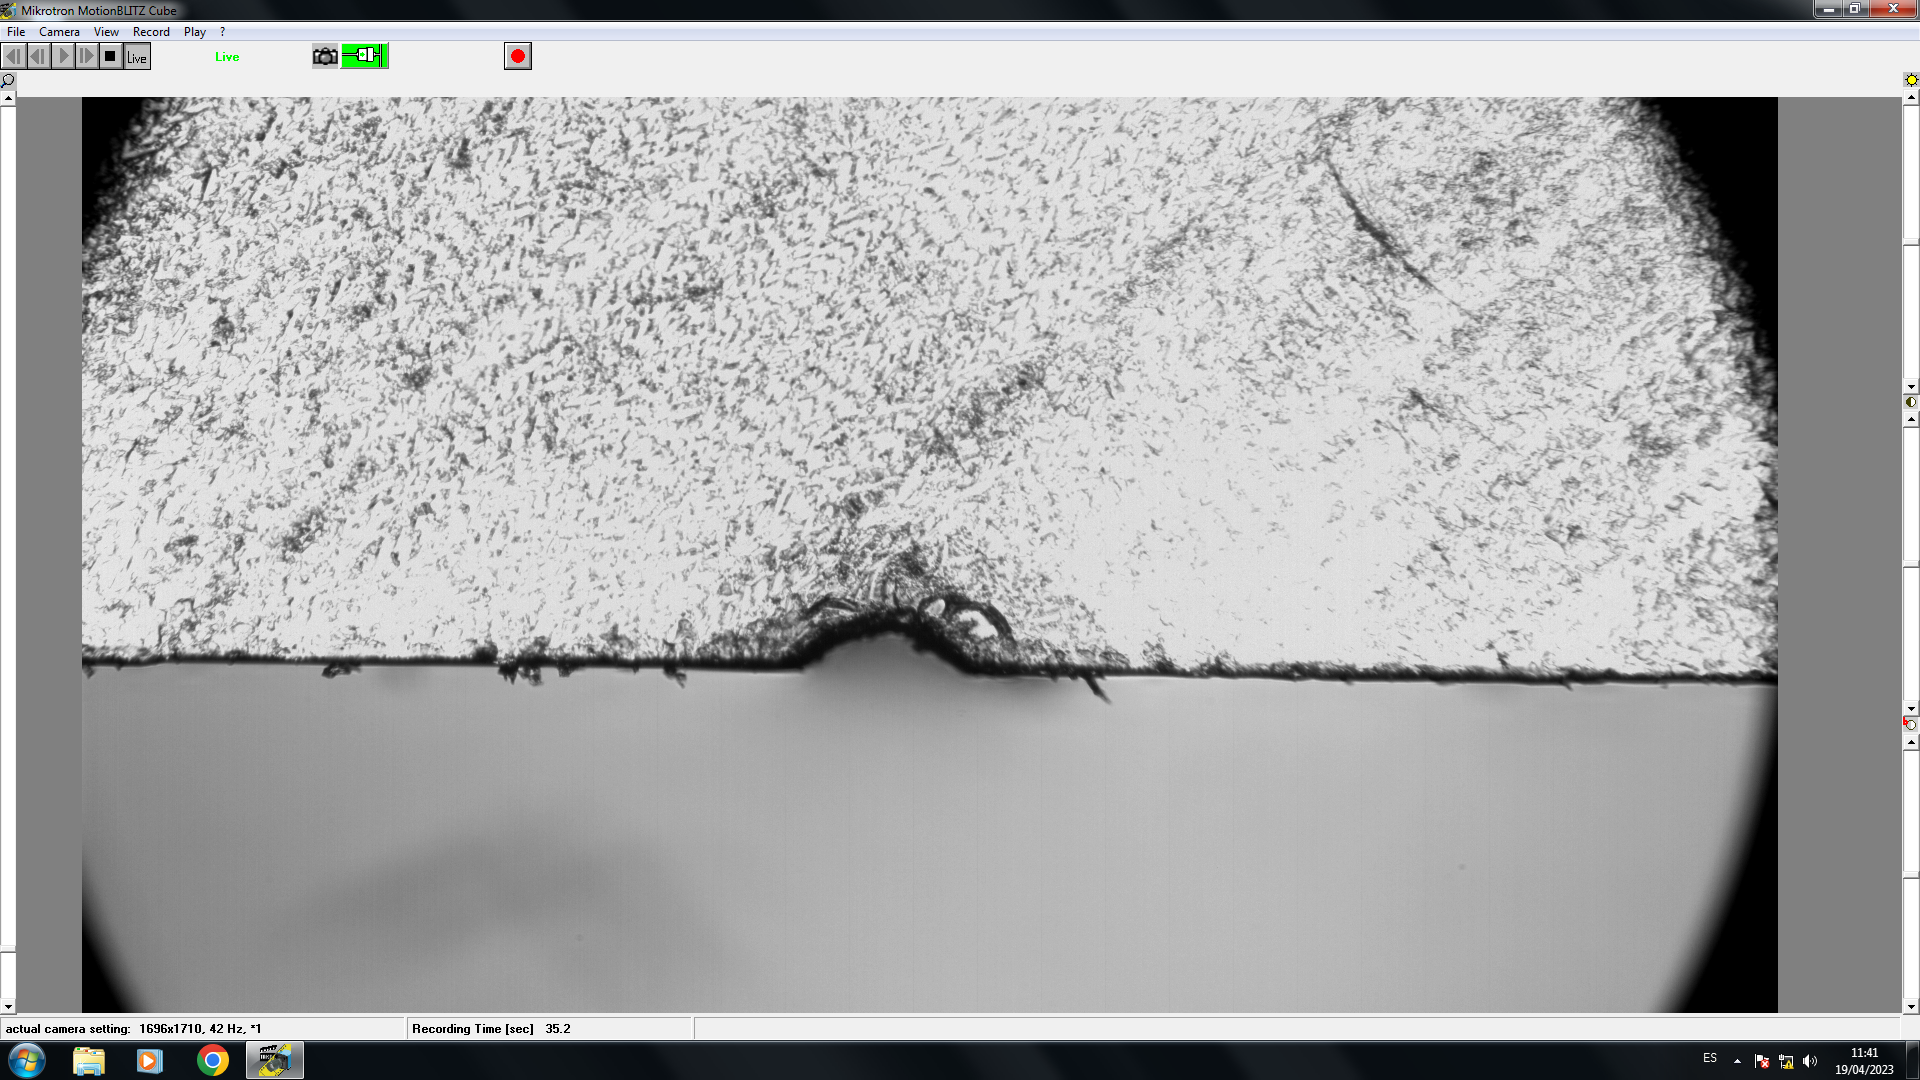 Mikrotron MotionBLITZ Cube
File Camera View Record Play ?
Live Live
actual camera setting: 1696x1710, 42 Hz, *1 Recording Time [sec] 35.2
ES 11:41
19/04/2023